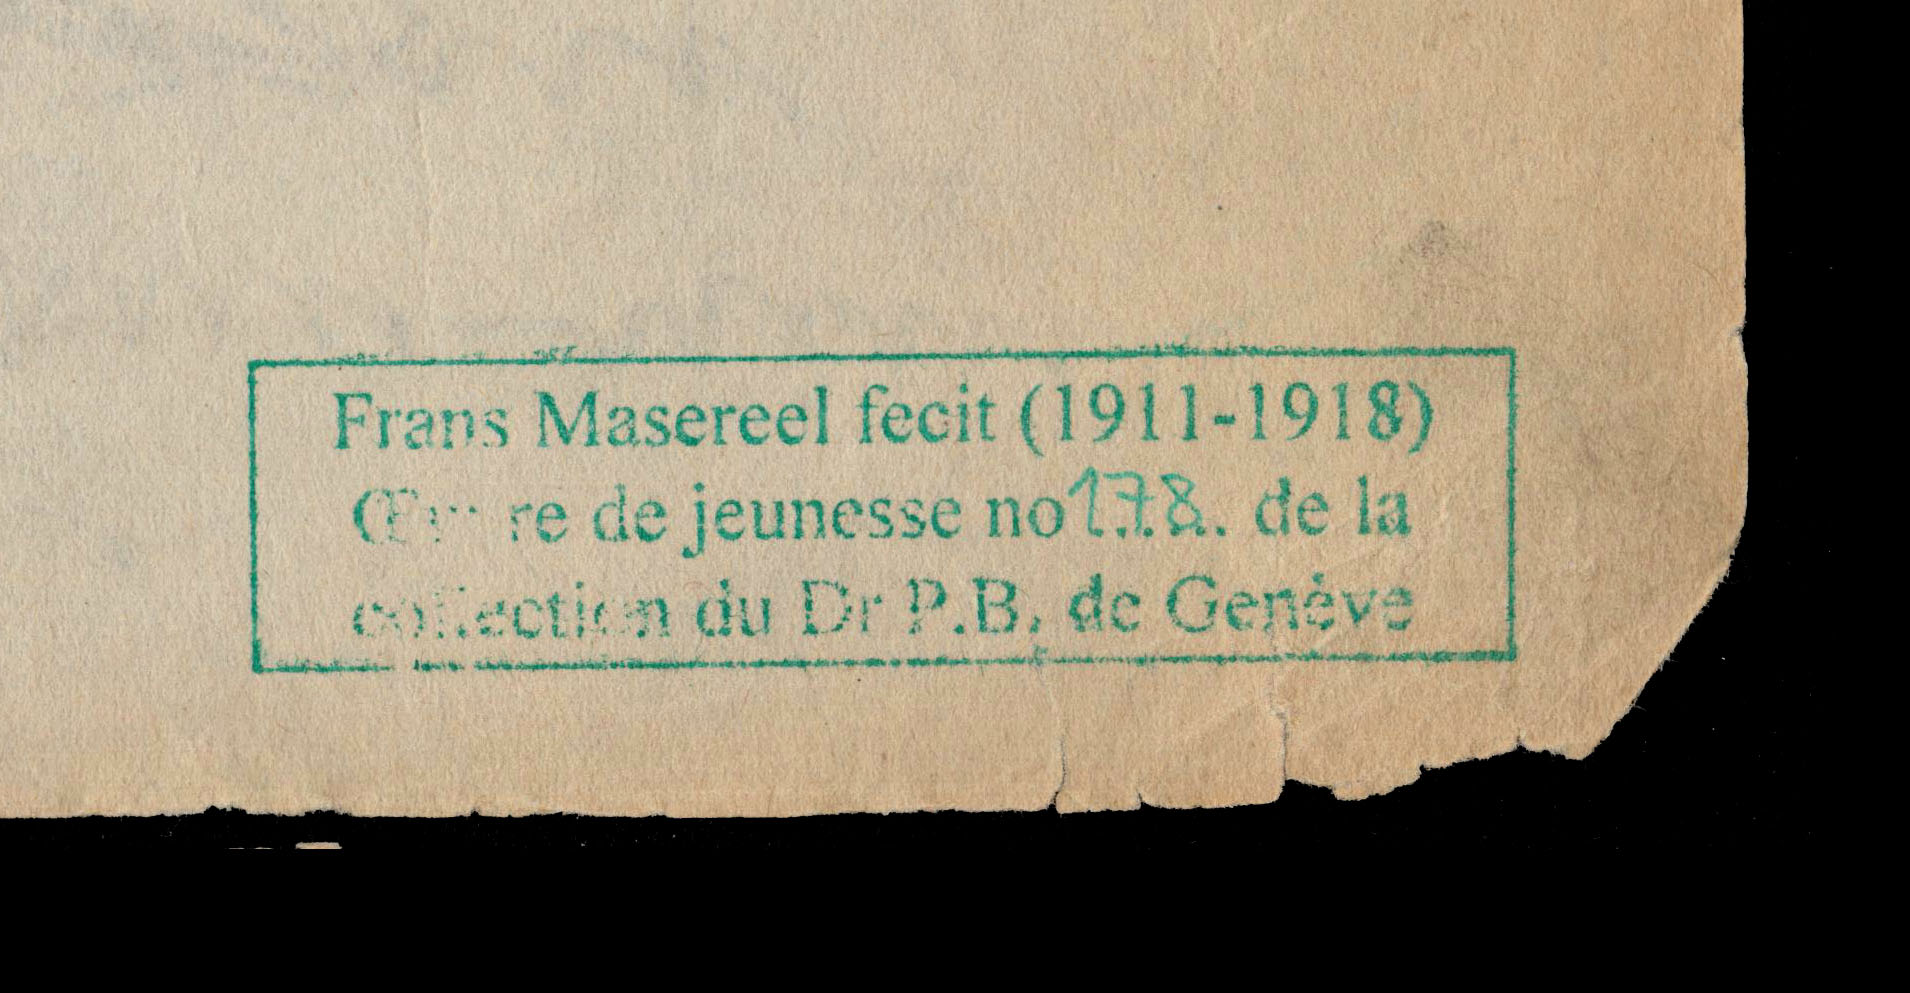 Frans Masereel fecit (1911-1918)
Œuvre de jeunesse no 178. de la
collection du Dr P.B. de Genève